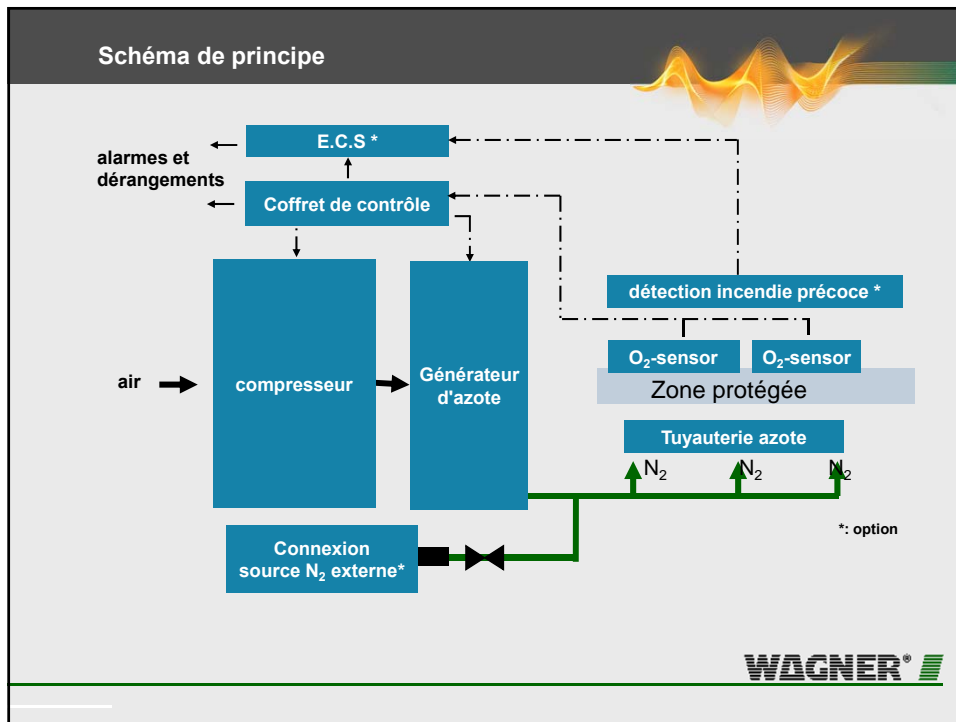 Schéma de principe
E.C.S *
alarmes et
dérangements
Coffret de contrôle
détection incendie précoce *
O₂-sensor
O₂-sensor
Zone protégée
air
compresseur
Générateur
d'azote
Tuyauterie azote
N₂
N₂
N₂
*: option
Connexion
source N₂ externe*
WAGNER®